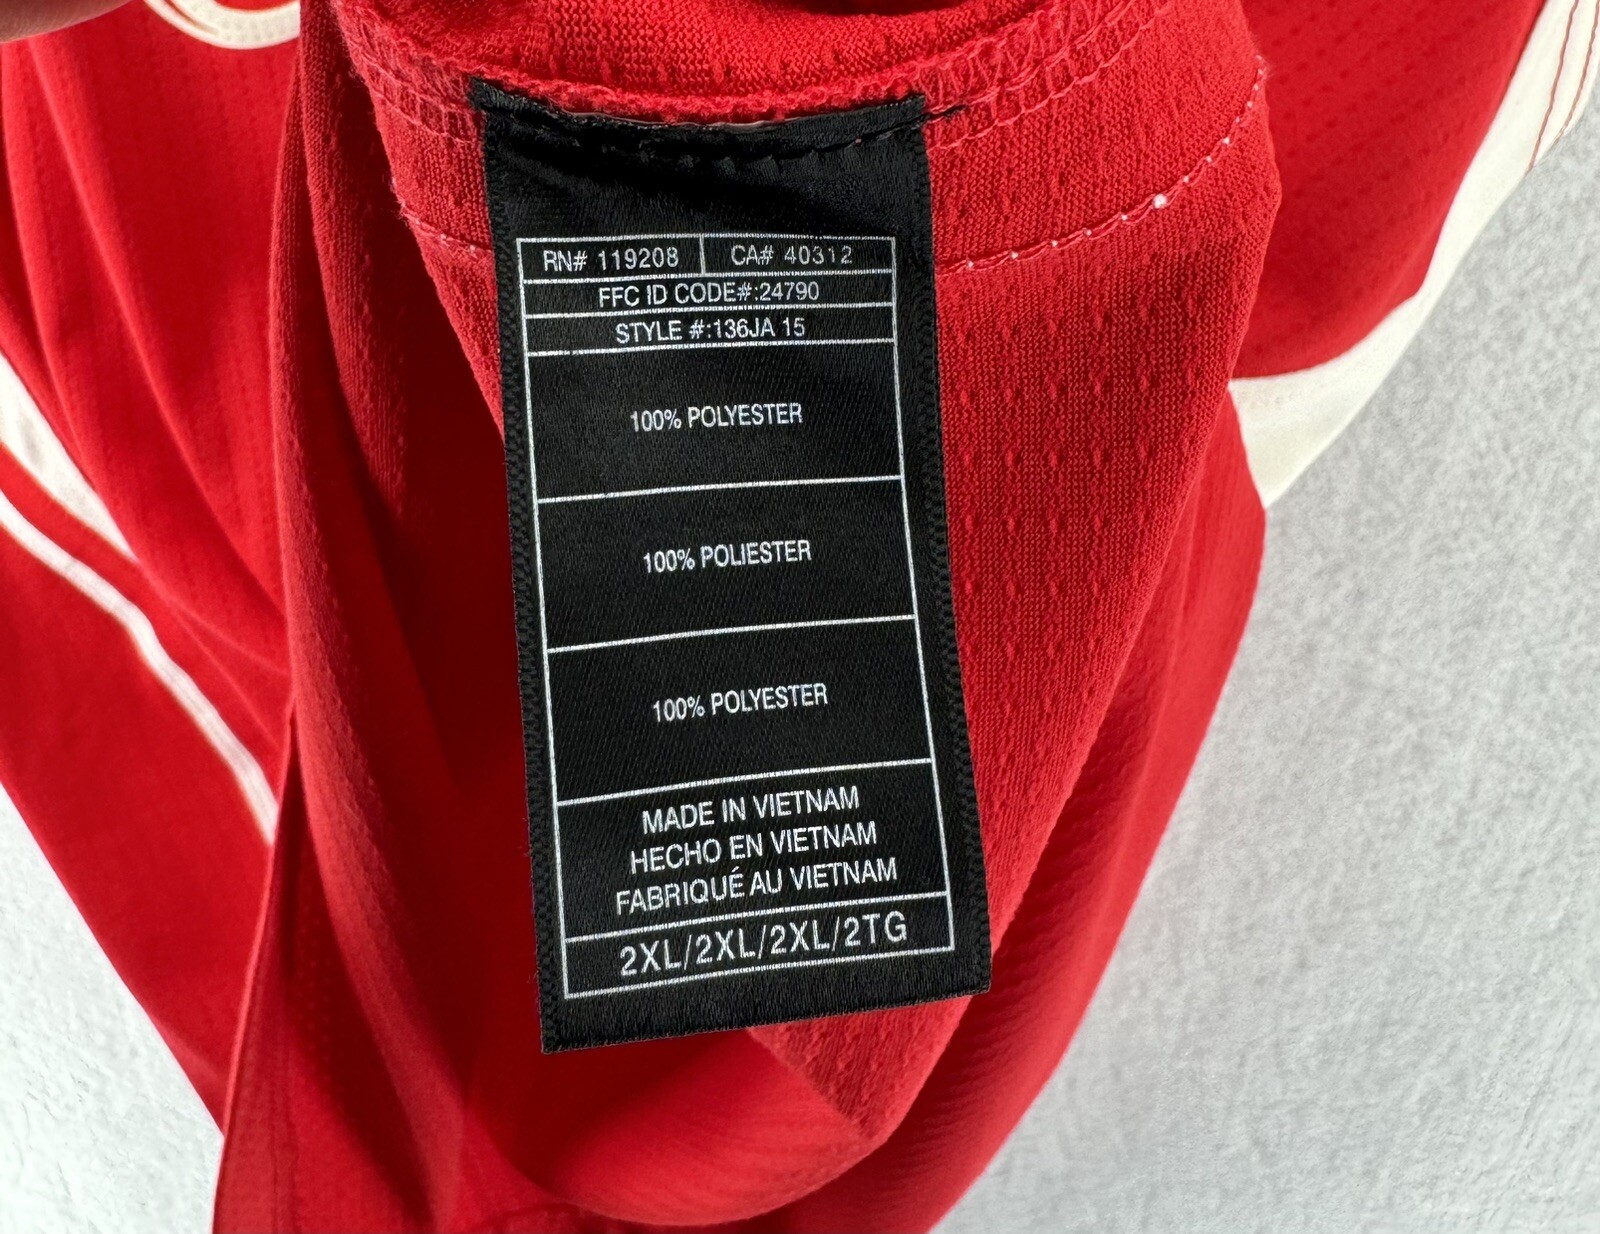 RN# 119208 CA# 40312
FFC ID CODE#:24790
STYLE #:136JA 15
100% POLYESTER
100% POLIESTER
100% POLYESTER
MADE IN VIETNAM
HECHO EN VIETNAM
FABRIQUÉ AU VIETNAM
2XL/2XL/2XL/2TG